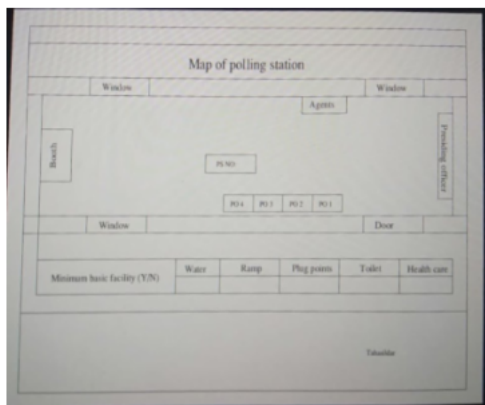 Map of polling station
Window Window
Agents
Booth
Presiding officer
PS NO
PO 4 PO 3 PO 2 PO 1
Window Door
Minimum basic facility (Y/N) Water Ramp Plug points Toilet Health care
Tahsildar